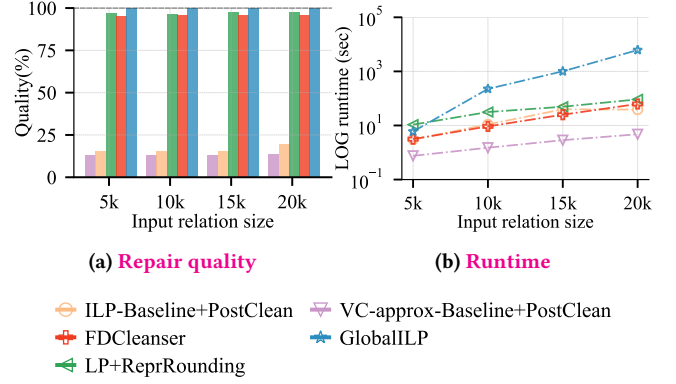 100
75
50
25
0
Quality(%)
5k 10k 15k 20k
Input relation size
(a) Repair quality
10^5
10^3
10^1
10^−1
LOG runtime (sec)
5k 10k 15k 20k
Input relation size
(b) Runtime
ILP-Baseline+PostClean
FDCleanser
LP+ReprRounding
VC-approx-Baseline+PostClean
GlobalILP